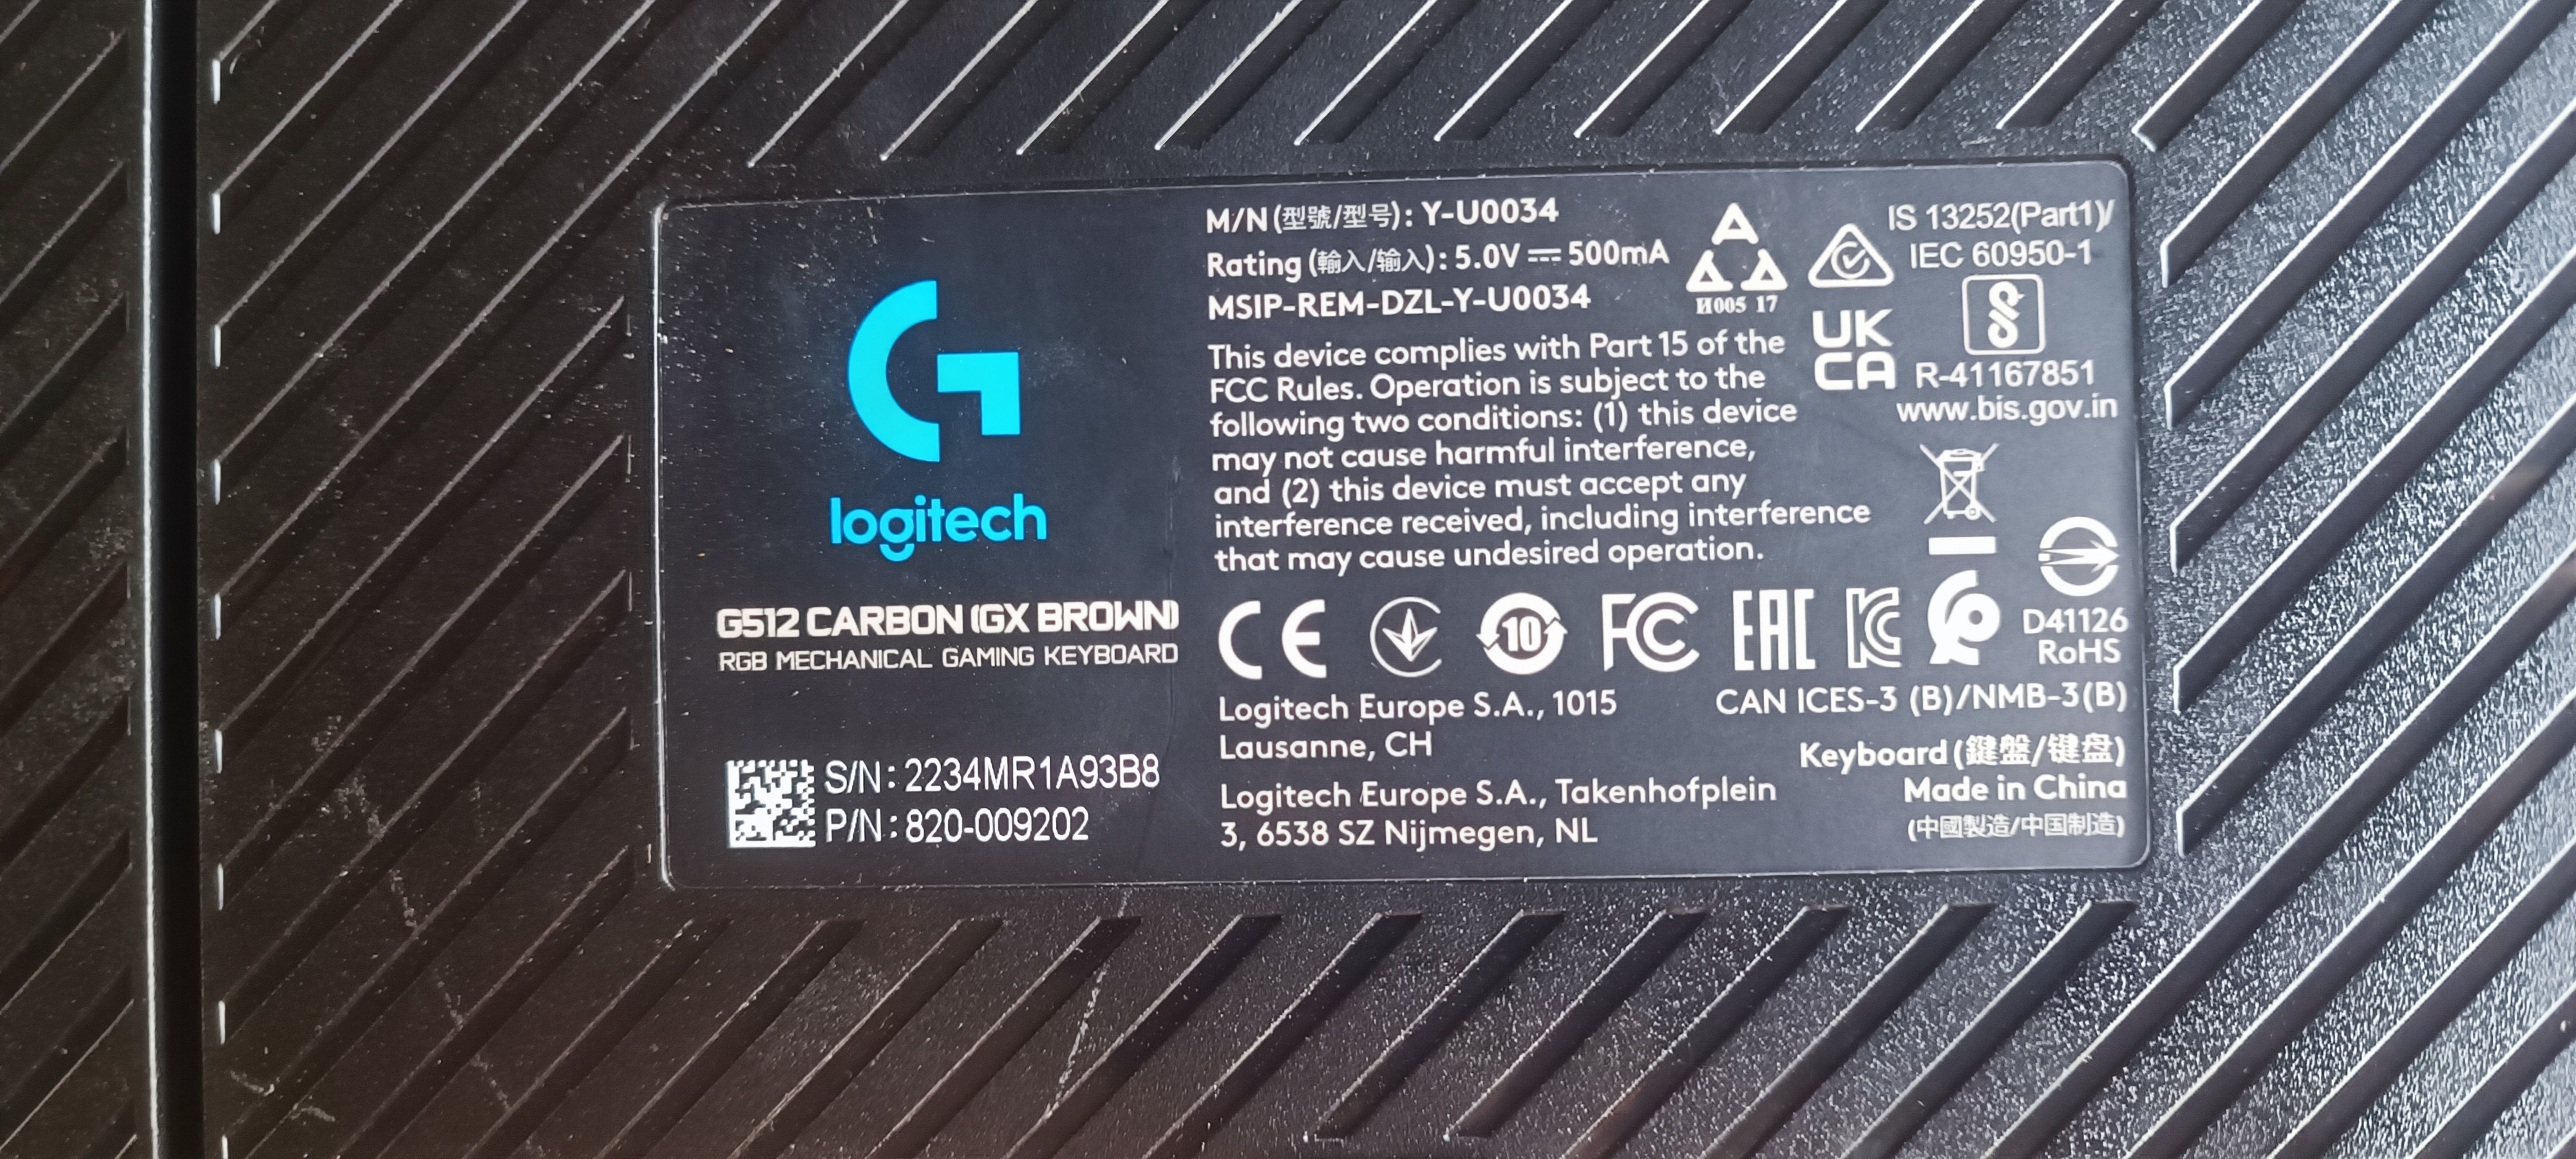 logitech
G512 CARBON (GX BROWN)
RGB MECHANICAL GAMING KEYBOARD
S/N: 2234MR1A93B8
P/N: 820-009202
M/N (型號/型号): Y-U0034
Rating (輸入/输入): 5.0V ⎓ 500mA
MSIP-REM-DZL-Y-U0034
This device complies with Part 15 of the
FCC Rules. Operation is subject to the
following two conditions: (1) this device
may not cause harmful interference,
and (2) this device must accept any
interference received, including interference
that may cause undesired operation.
И005 17
IS 13252(Part1)/
IEC 60950-1
UK
CA
R-41167851
www.bis.gov.in
CE
10
FC
EAC
D41126
RoHS
Logitech Europe S.A., 1015
Lausanne, CH
Logitech Europe S.A., Takenhofplein
3, 6538 SZ Nijmegen, NL
CAN ICES-3 (B)/NMB-3(B)
Keyboard (鍵盤/键盘)
Made in China
(中國製造/中国制造)